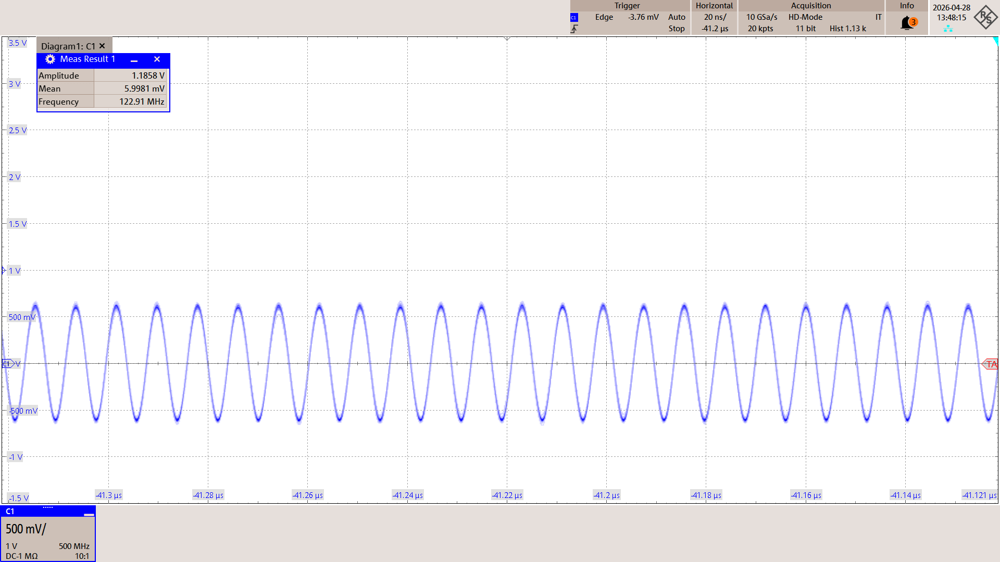 Trigger
Edge -3.76 mV Auto
Stop
C1
Horizontal
20 ns/
-41.2 µs
Acquisition
10 GSa/s HD-Mode IT
20 kpts 11 bit Hist 1.13 k
Info
3
2026-04-28
13:48:15
R&S
Diagram1: C1 ×
Meas Result 1
Amplitude 1.1858 V
Mean 5.9981 mV
Frequency 122.91 MHz
3.5 V
3 V
2.5 V
2 V
1.5 V
1 V
500 mV
C1 V
TA
-500 mV
-1 V
-1.5 V
-41.3 µs -41.28 µs -41.26 µs -41.24 µs -41.22 µs -41.2 µs -41.18 µs -41.16 µs -41.14 µs -41.121 µs
C1
500 mV/
1 V 500 MHz
DC-1 MΩ 10:1